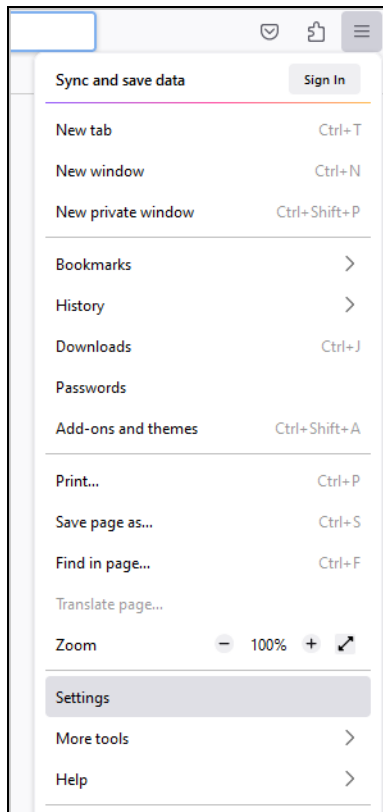 Sync and save data Sign In
New tab Ctrl+T
New window Ctrl+N
New private window Ctrl+Shift+P
Bookmarks
History
Downloads Ctrl+J
Passwords
Add-ons and themes Ctrl+Shift+A
Print... Ctrl+P
Save page as... Ctrl+S
Find in page... Ctrl+F
Translate page...
Zoom − 100% +
Settings
More tools
Help